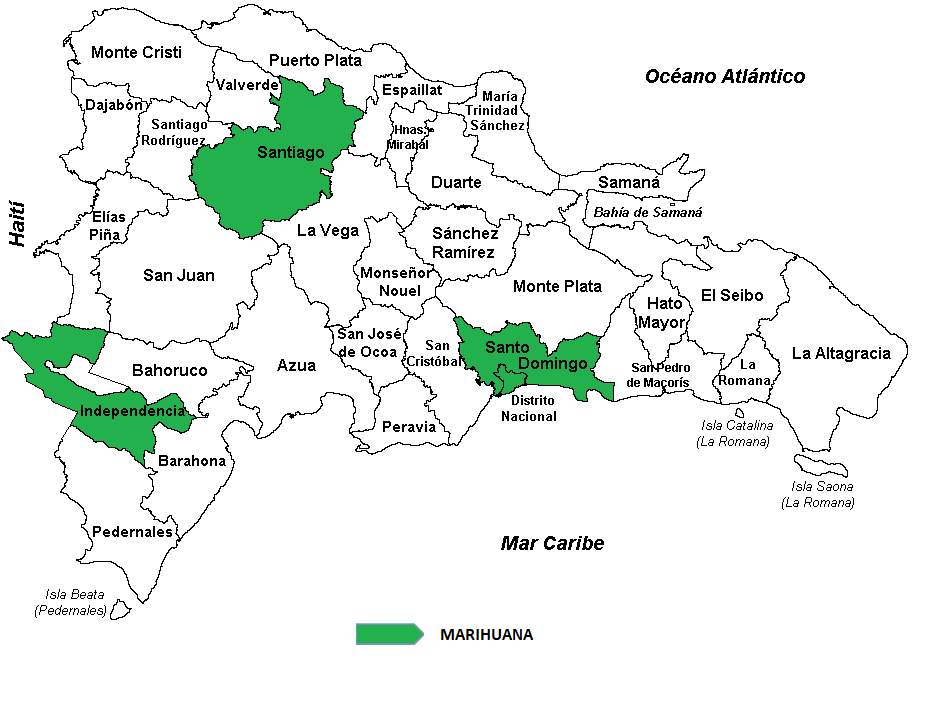 Monte Cristi
Puerto Plata
Océano Atlántico
Valverde
Espaillat
Dajabón
María
Trinidad
Sánchez
Santiago
Rodríguez
Hnas.
Mirabal
Santiago
Duarte
Samaná
Bahía de Samaná
Haití
Elías
Piña
La Vega
Sánchez
Ramírez
San Juan
Monseñor
Nouel
Monte Plata
El Seibo
Hato
Mayor
San José
de Ocoa
San
Cristóbal
Santo
Domingo
La Altagracia
Bahoruco
Azua
San Pedro
de Macorís
La
Romana
Independencia
Distrito
Nacional
Peravia
Isla Catalina
(La Romana)
Barahona
Isla Saona
(La Romana)
Pedernales
Mar Caribe
Isla Beata
(Pedernales)
MARIHUANA